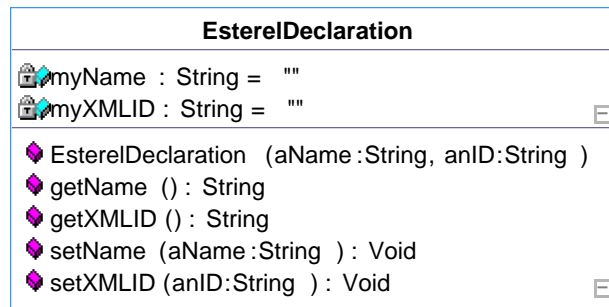 EsterelDeclaration
myName : String = ""
myXMLID : String = ""
EsterelDeclaration (aName:String, anID:String )
getName () : String
getXMLID () : String
setName (aName:String ) : Void
setXMLID (anID:String ) : Void